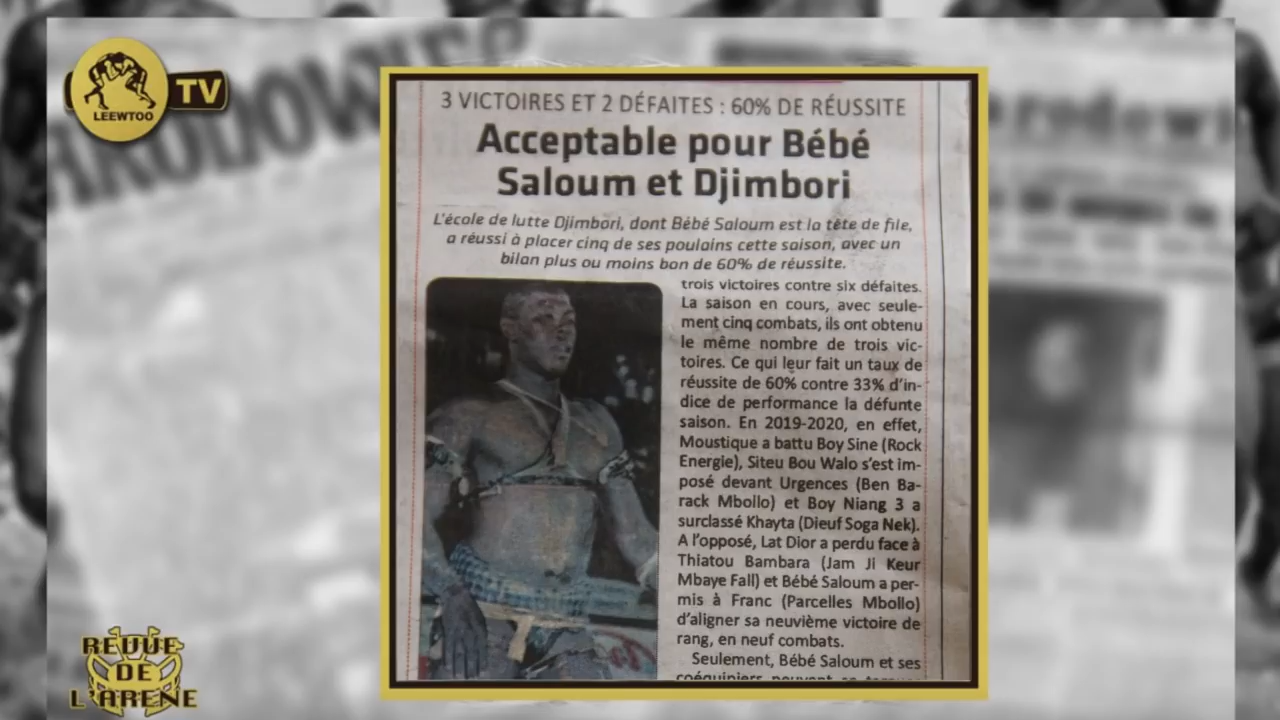 LEEWTOO
TV
3 VICTOIRES ET 2 DÉFAITES : 60% DE RÉUSSITE
Acceptable pour Bébé
Saloum et Djimbori
L'école de lutte Djimbori, dont Bébé Saloum est la tête de file,
a réussi à placer cinq de ses poulains cette saison, avec un
bilan plus ou moins bon de 60% de réussite.
trois victoires contre six défaites.
La saison en cours, avec seule-
ment cinq combats, ils ont obtenu
le même nombre de trois vic-
toires. Ce qui leur fait un taux de
réussite de 60% contre 33% d'in-
dice de performance la défunte
saison. En 2019-2020, en effet,
Moustique a battu Boy Sine (Rock
Energie), Siteu Bou Walo s'est im-
posé devant Urgences (Ben Ba-
rack Mbollo) et Boy Niang 3 a
surclassé Khayta (Dieuf Soga Nek).
A l'opposé, Lat Dior a perdu face à
Thiatou Bambara (Jam Ji Keur
Mbaye Fall) et Bébé Saloum a per-
mis à Franc (Parcelles Mbollo)
d'aligner sa neuvième victoire de
rang, en neuf combats.
Seulement, Bébé Saloum et ses
REVUE
DE
L'ARENE